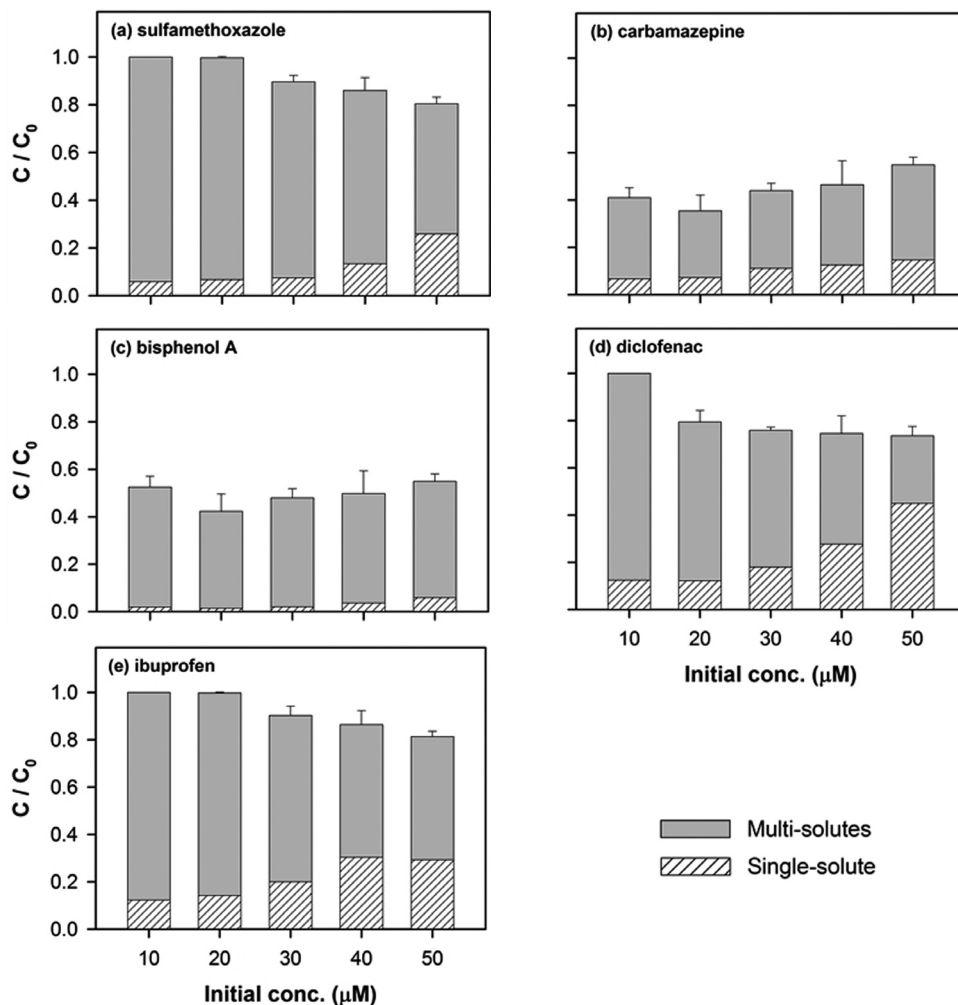 (a) sulfamethoxazole
1.0
0.8
0.6
0.4
0.2
0.0
C / C0
(b) carbamazepine
(c) bisphenol A
1.0
0.8
0.6
0.4
0.2
0.0
C / C0
(d) diclofenac
10 20 30 40 50
Initial conc. (μM)
(e) ibuprofen
1.0
0.8
0.6
0.4
0.2
0.0
C / C0
10 20 30 40 50
Initial conc. (μM)
Multi-solutes
Single-solute